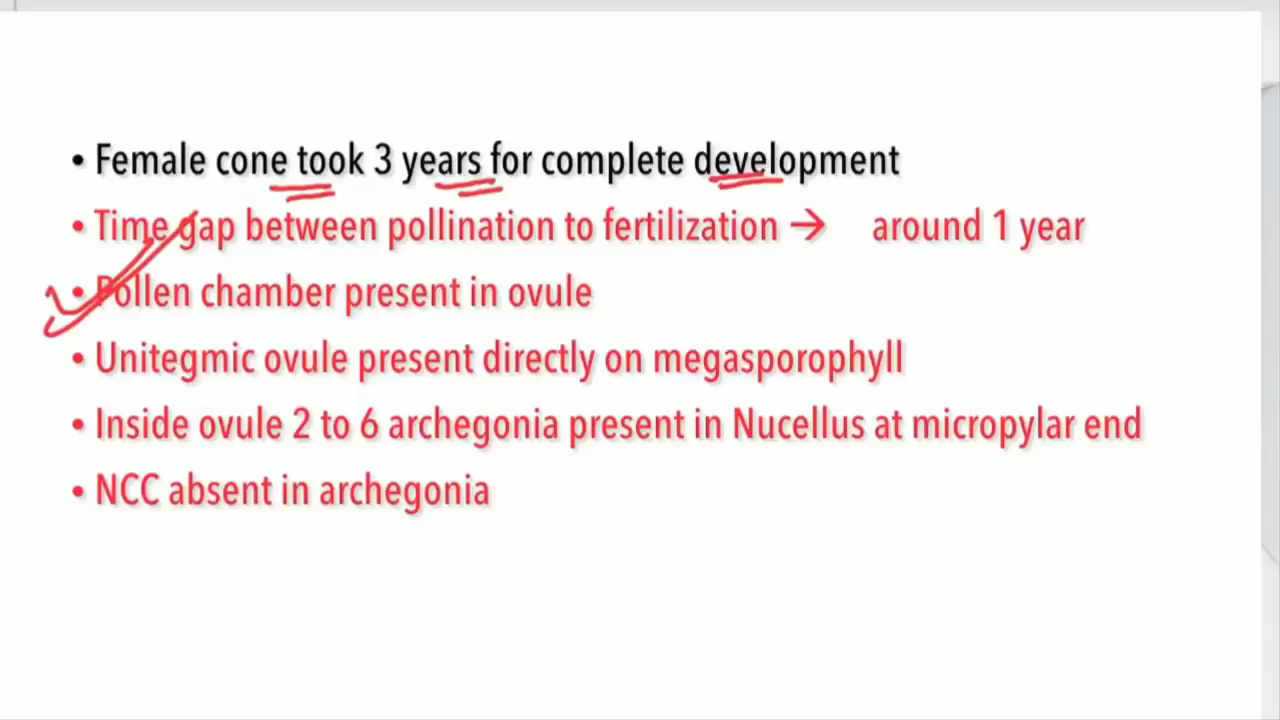 • Female cone took 3 years for complete development
• Time gap between pollination to fertilization → around 1 year
• Pollen chamber present in ovule
• Unitegmic ovule present directly on megasporophyll
• Inside ovule 2 to 6 archegonia present in Nucellus at micropylar end
• NCC absent in archegonia